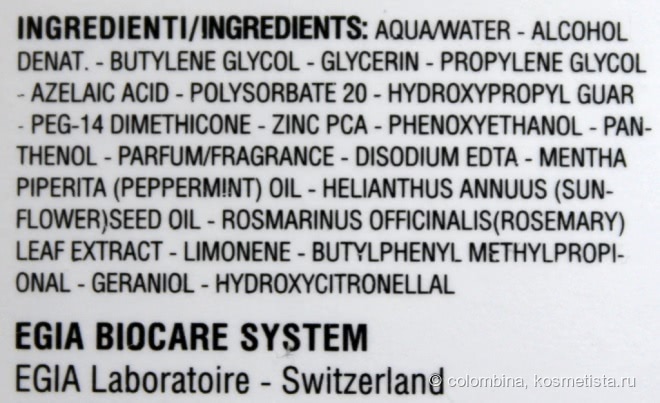 INGREDIENTI/INGREDIENTS: AQUA/WATER - ALCOHOL
DENAT. - BUTYLENE GLYCOL - GLYCERIN - PROPYLENE GLYCOL
- AZELAIC ACID - POLYSORBATE 20 - HYDROXYPROPYL GUAR
- PEG-14 DIMETHICONE - ZINC PCA - PHENOXYETHANOL - PAN-
THENOL - PARFUM/FRAGRANCE - DISODIUM EDTA - MENTHA
PIPERITA (PEPPERMINT) OIL - HELIANTHUS ANNUUS (SUN-
FLOWER)SEED OIL - ROSMARINUS OFFICINALIS(ROSEMARY)
LEAF EXTRACT - LIMONENE - BUTYLPHENYL METHYLPROPI-
ONAL - GERANIOL - HYDROXYCITRONELLAL
EGIA BIOCARE SYSTEM
EGIA Laboratoire - Switzerland
© colombina, kosmetista.ru